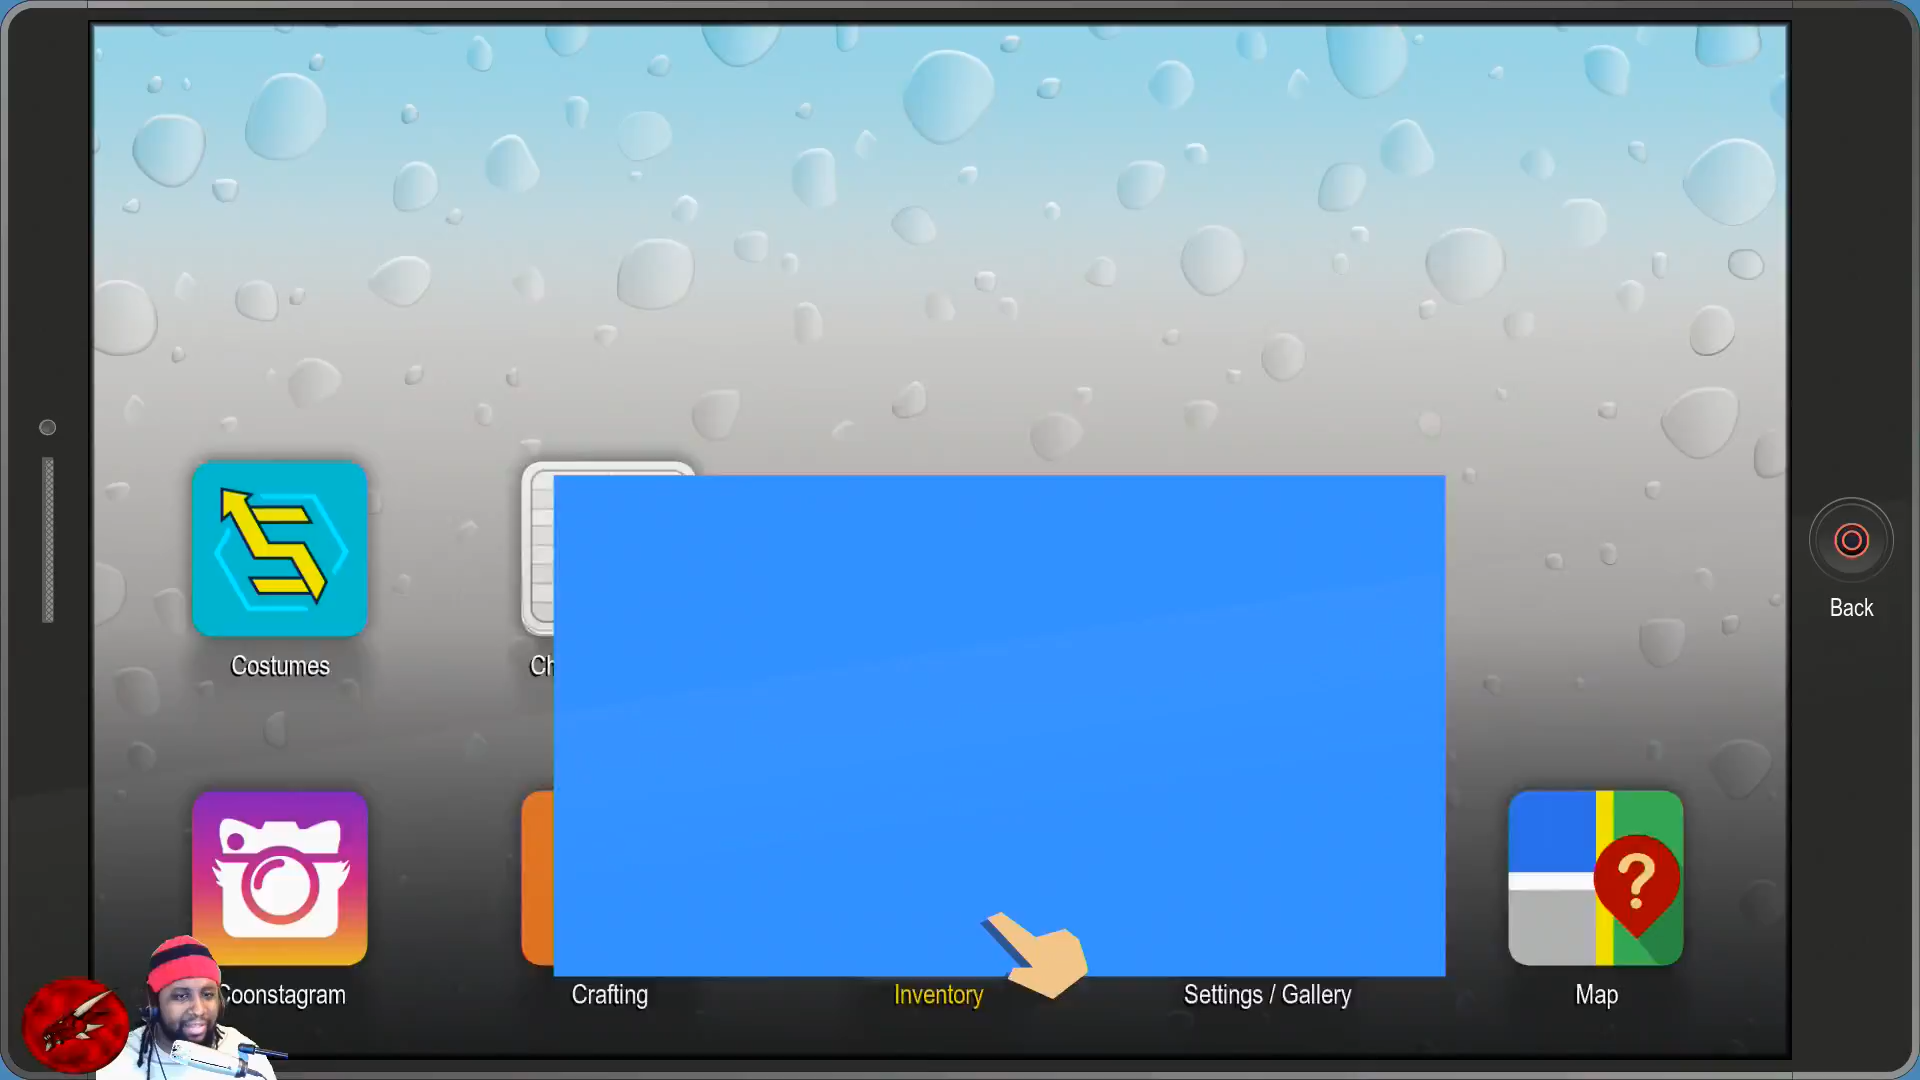 Costumes
Back
Coonstagram
Crafting
Inventory
Settings / Gallery
Map
?